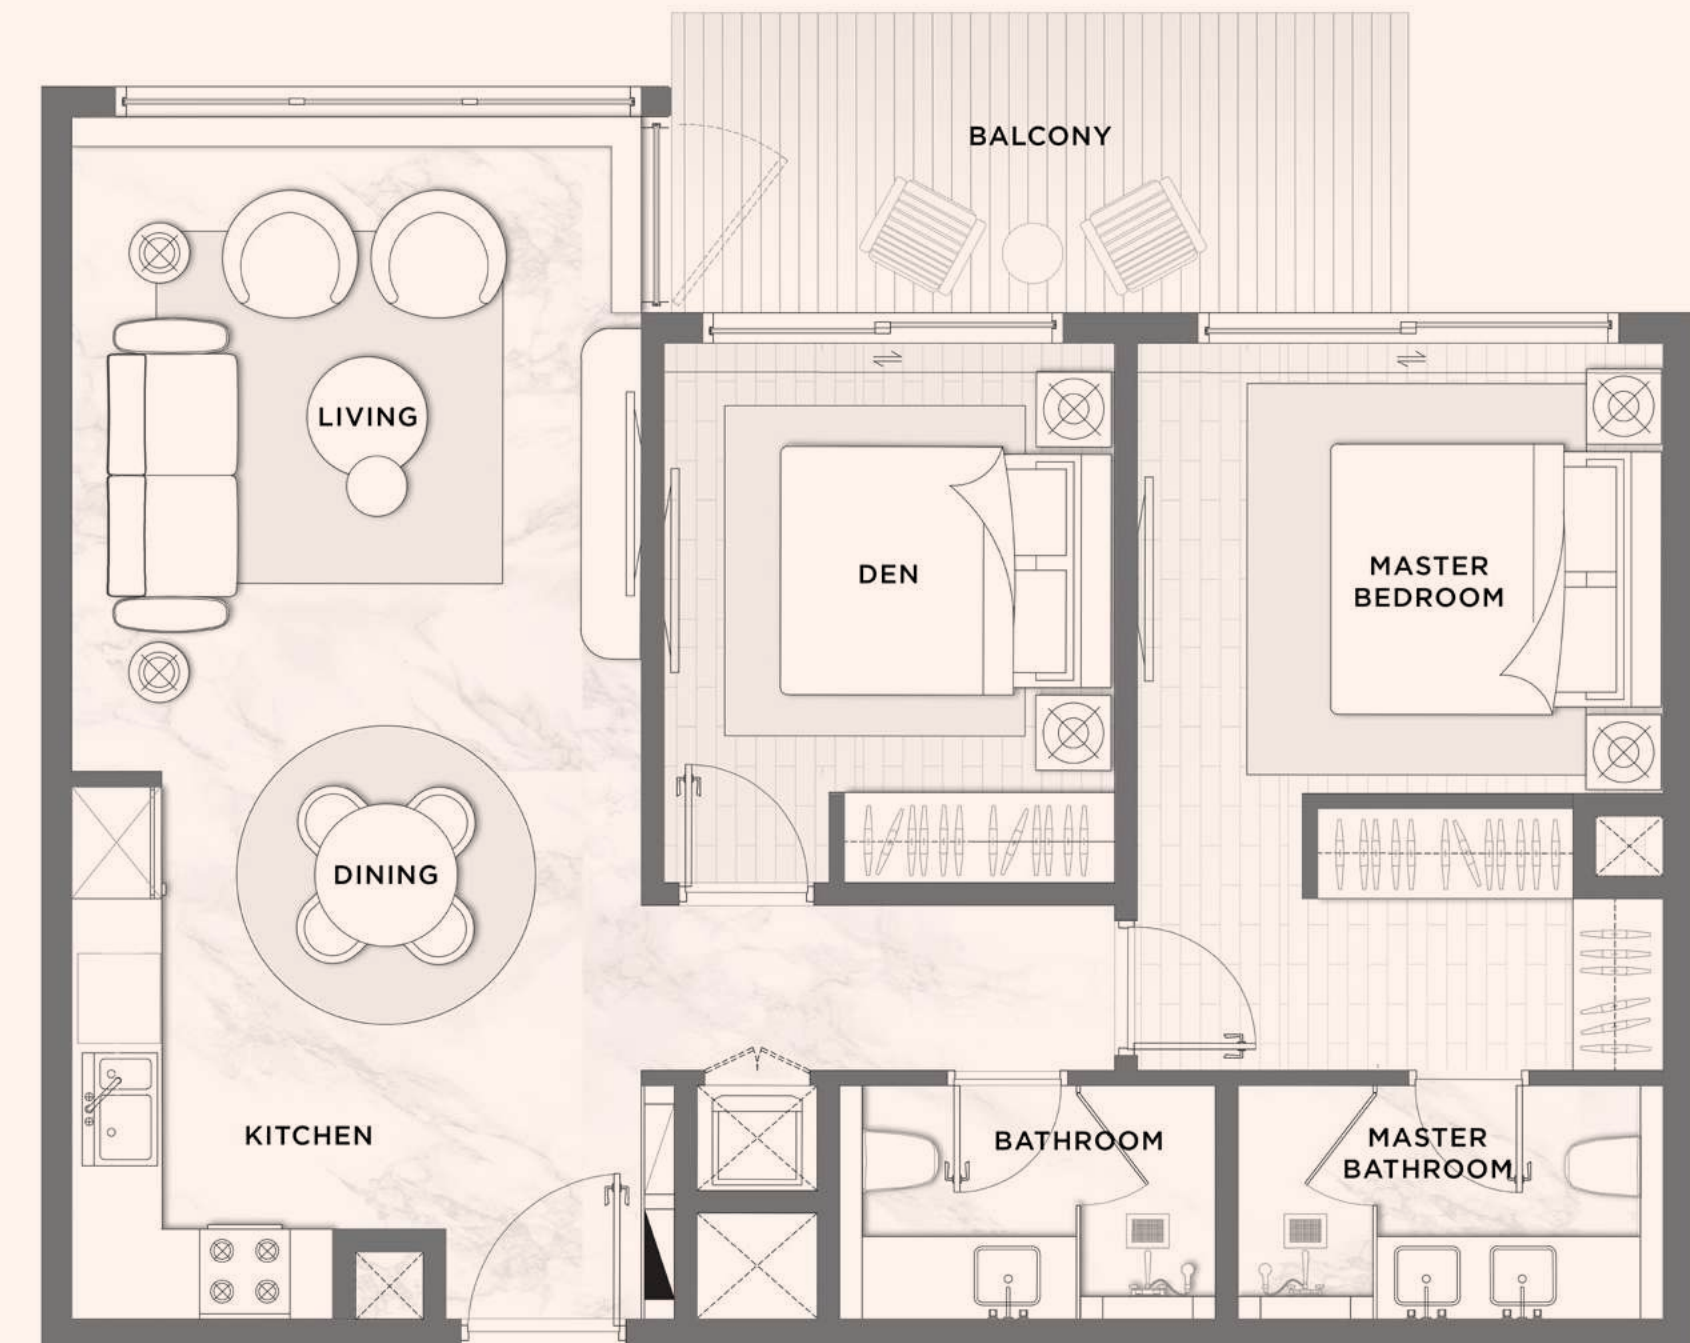 BALCONY
LIVING
DEN
MASTER
BEDROOM
DINING
KITCHEN
BATHROOM
MASTER
BATHROOM